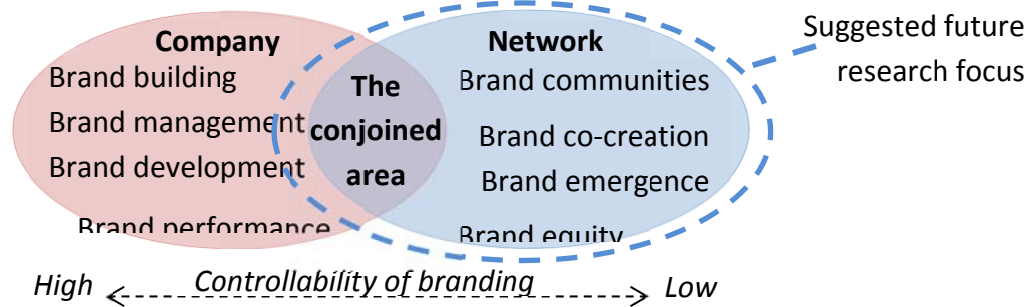 Company
Brand building
Brand management
Brand development
Brand performance
The
conjoined
area
Network
Brand communities
Brand co-creation
Brand emergence
Brand equity
Suggested future
research focus
High
Controllability of branding
Low